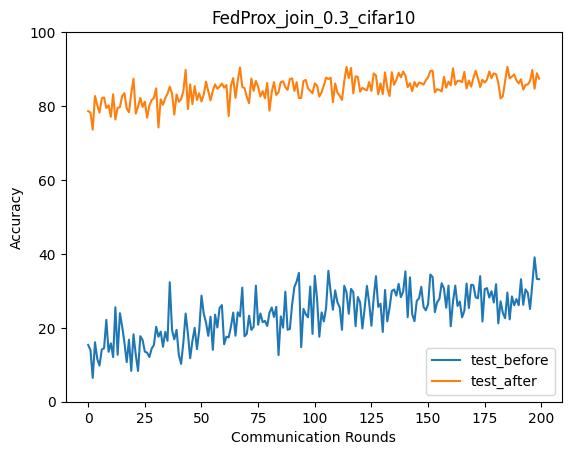 FedProx_join_0.3_cifar10
100
80
60
40
20
0
Accuracy
0 25 50 75 100 125 150 175 200
Communication Rounds
test_before
test_after